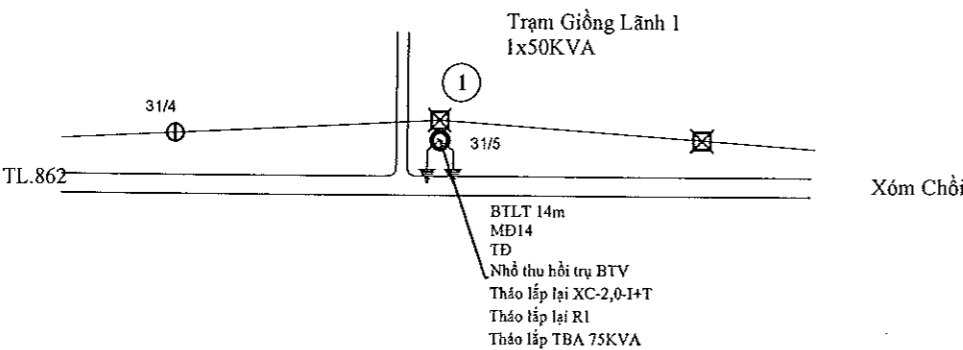 Trạm Giồng Lãnh 1
1x50KVA
1
31/4
31/5
TL.862
Xóm Chồi
BTLT 14m
MĐ14
TĐ
Nhổ thu hồi trụ BTV
Tháo lắp lại XC-2,0-I+T
Tháo lắp lại R1
Tháo lắp TBA 75KVA